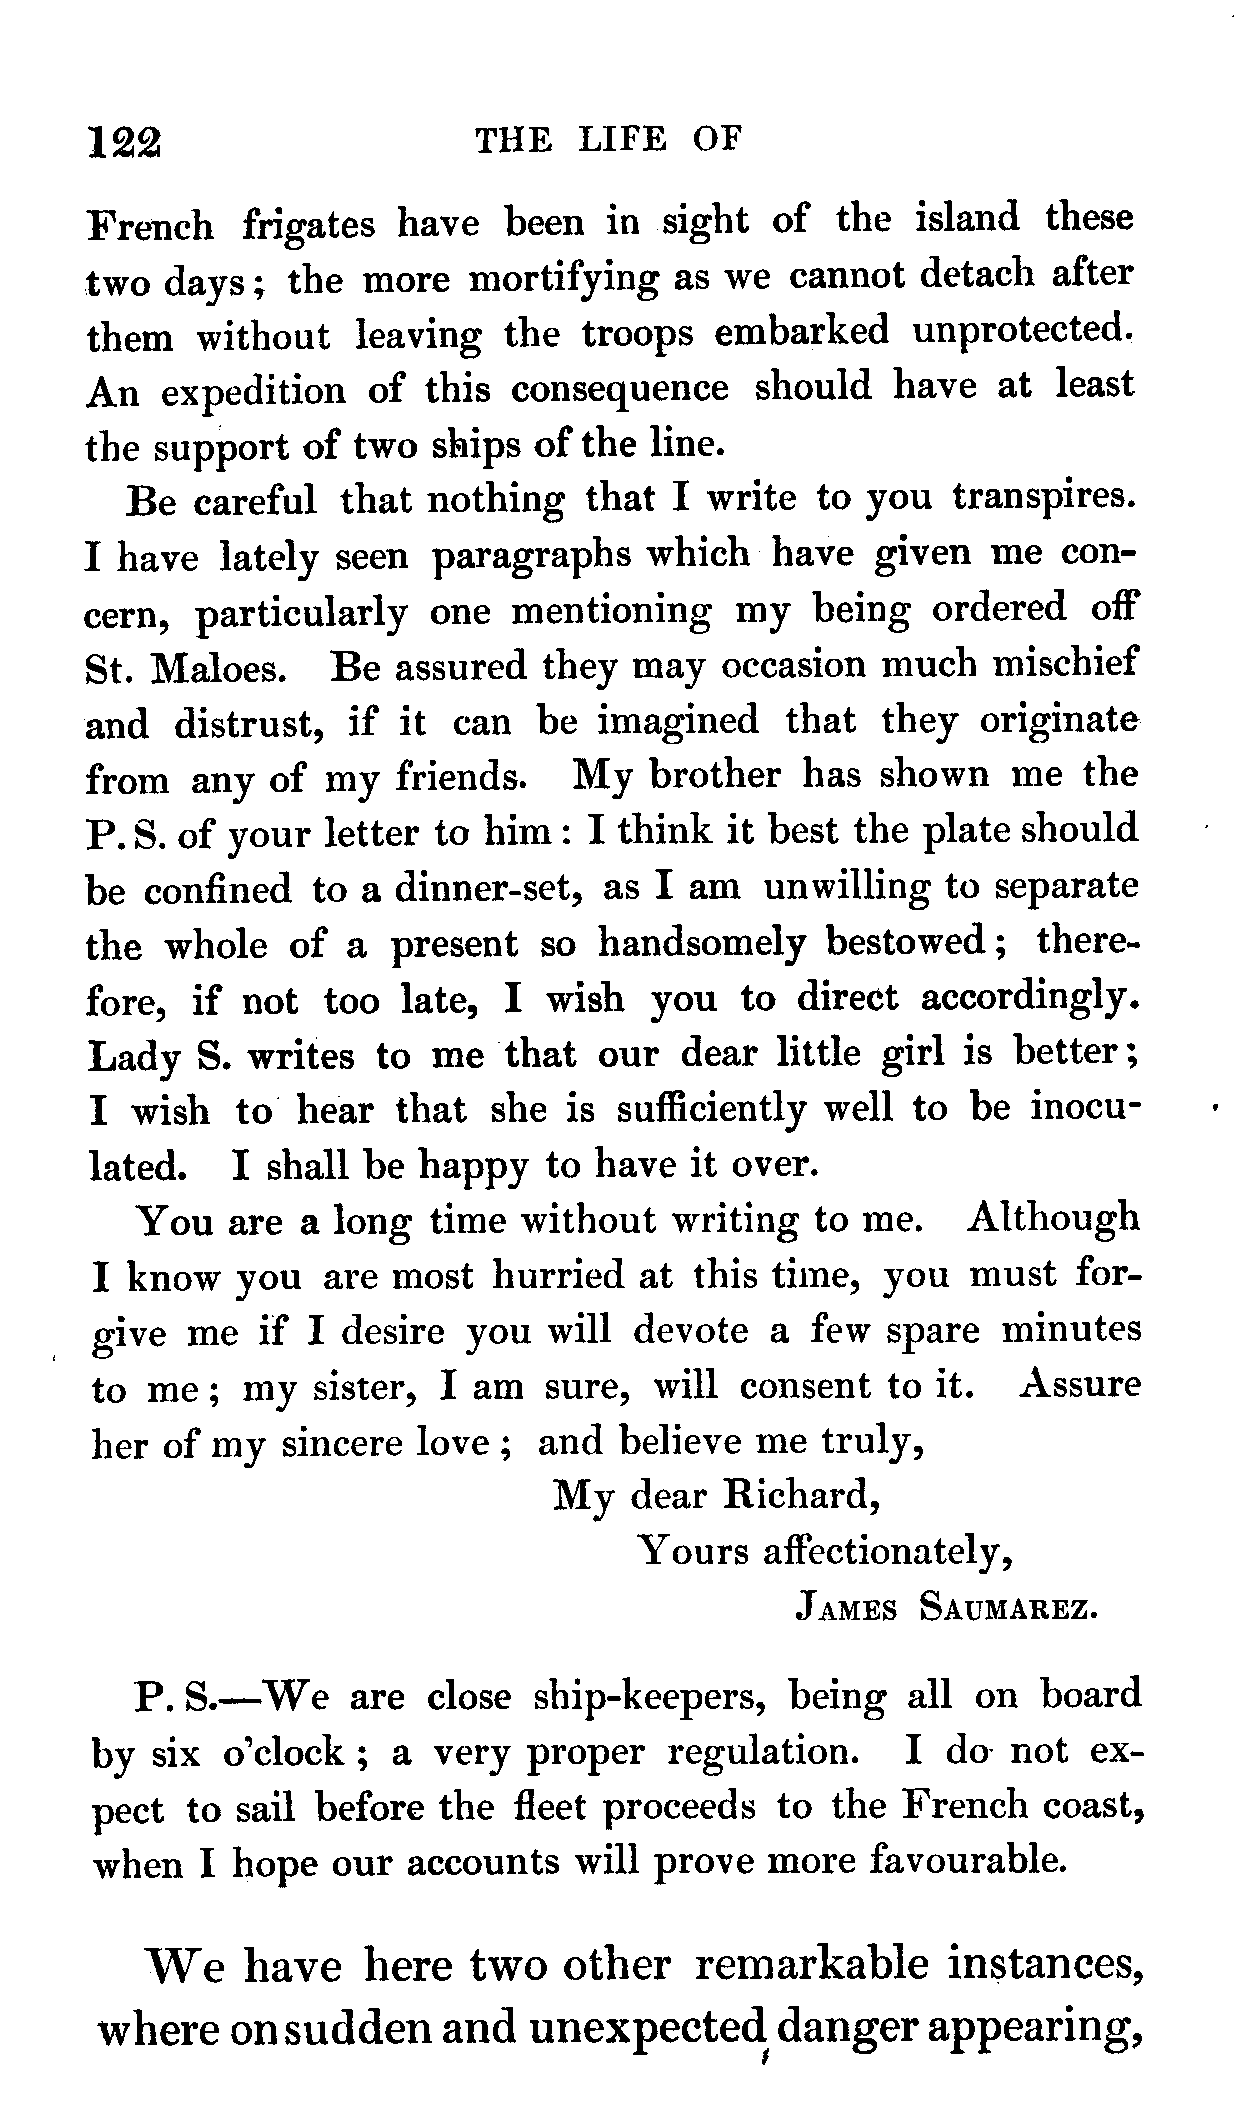 122 THE LIFE OF
French frigates have been in sight of the island these
two days; the more mortifying as we cannot detach after
them without leaving the troops embarked unprotected.
An expedition of this consequence should have at least
the support of two ships of the line.
Be careful that nothing that I write to you transpires.
I have lately seen paragraphs which have given me con-
cern, particularly one mentioning my being ordered off
St. Maloes. Be assured they may occasion much mischief
and distrust, if it can be imagined that they originate
from any of my friends. My brother has shown me the
P. S. of your letter to him: I think it best the plate should
be confined to a dinner-set, as I am unwilling to separate
the whole of a present so handsomely bestowed; there-
fore, if not too late, I wish you to direct accordingly.
Lady S. writes to me that our dear little girl is better;
I wish to hear that she is sufficiently well to be inocu-
lated. I shall be happy to have it over.
You are a long time without writing to me. Although
I know you are most hurried at this time, you must for-
give me if I desire you will devote a few spare minutes
to me; my sister, I am sure, will consent to it. Assure
her of my sincere love; and believe me truly,
My dear Richard,
Yours affectionately,
JAMES SAUMAREZ.
P. S.—We are close ship-keepers, being all on board
by six o'clock; a very proper regulation. I do not ex-
pect to sail before the fleet proceeds to the French coast,
when I hope our accounts will prove more favourable.
We have here two other remarkable instances,
where on sudden and unexpected danger appearing,